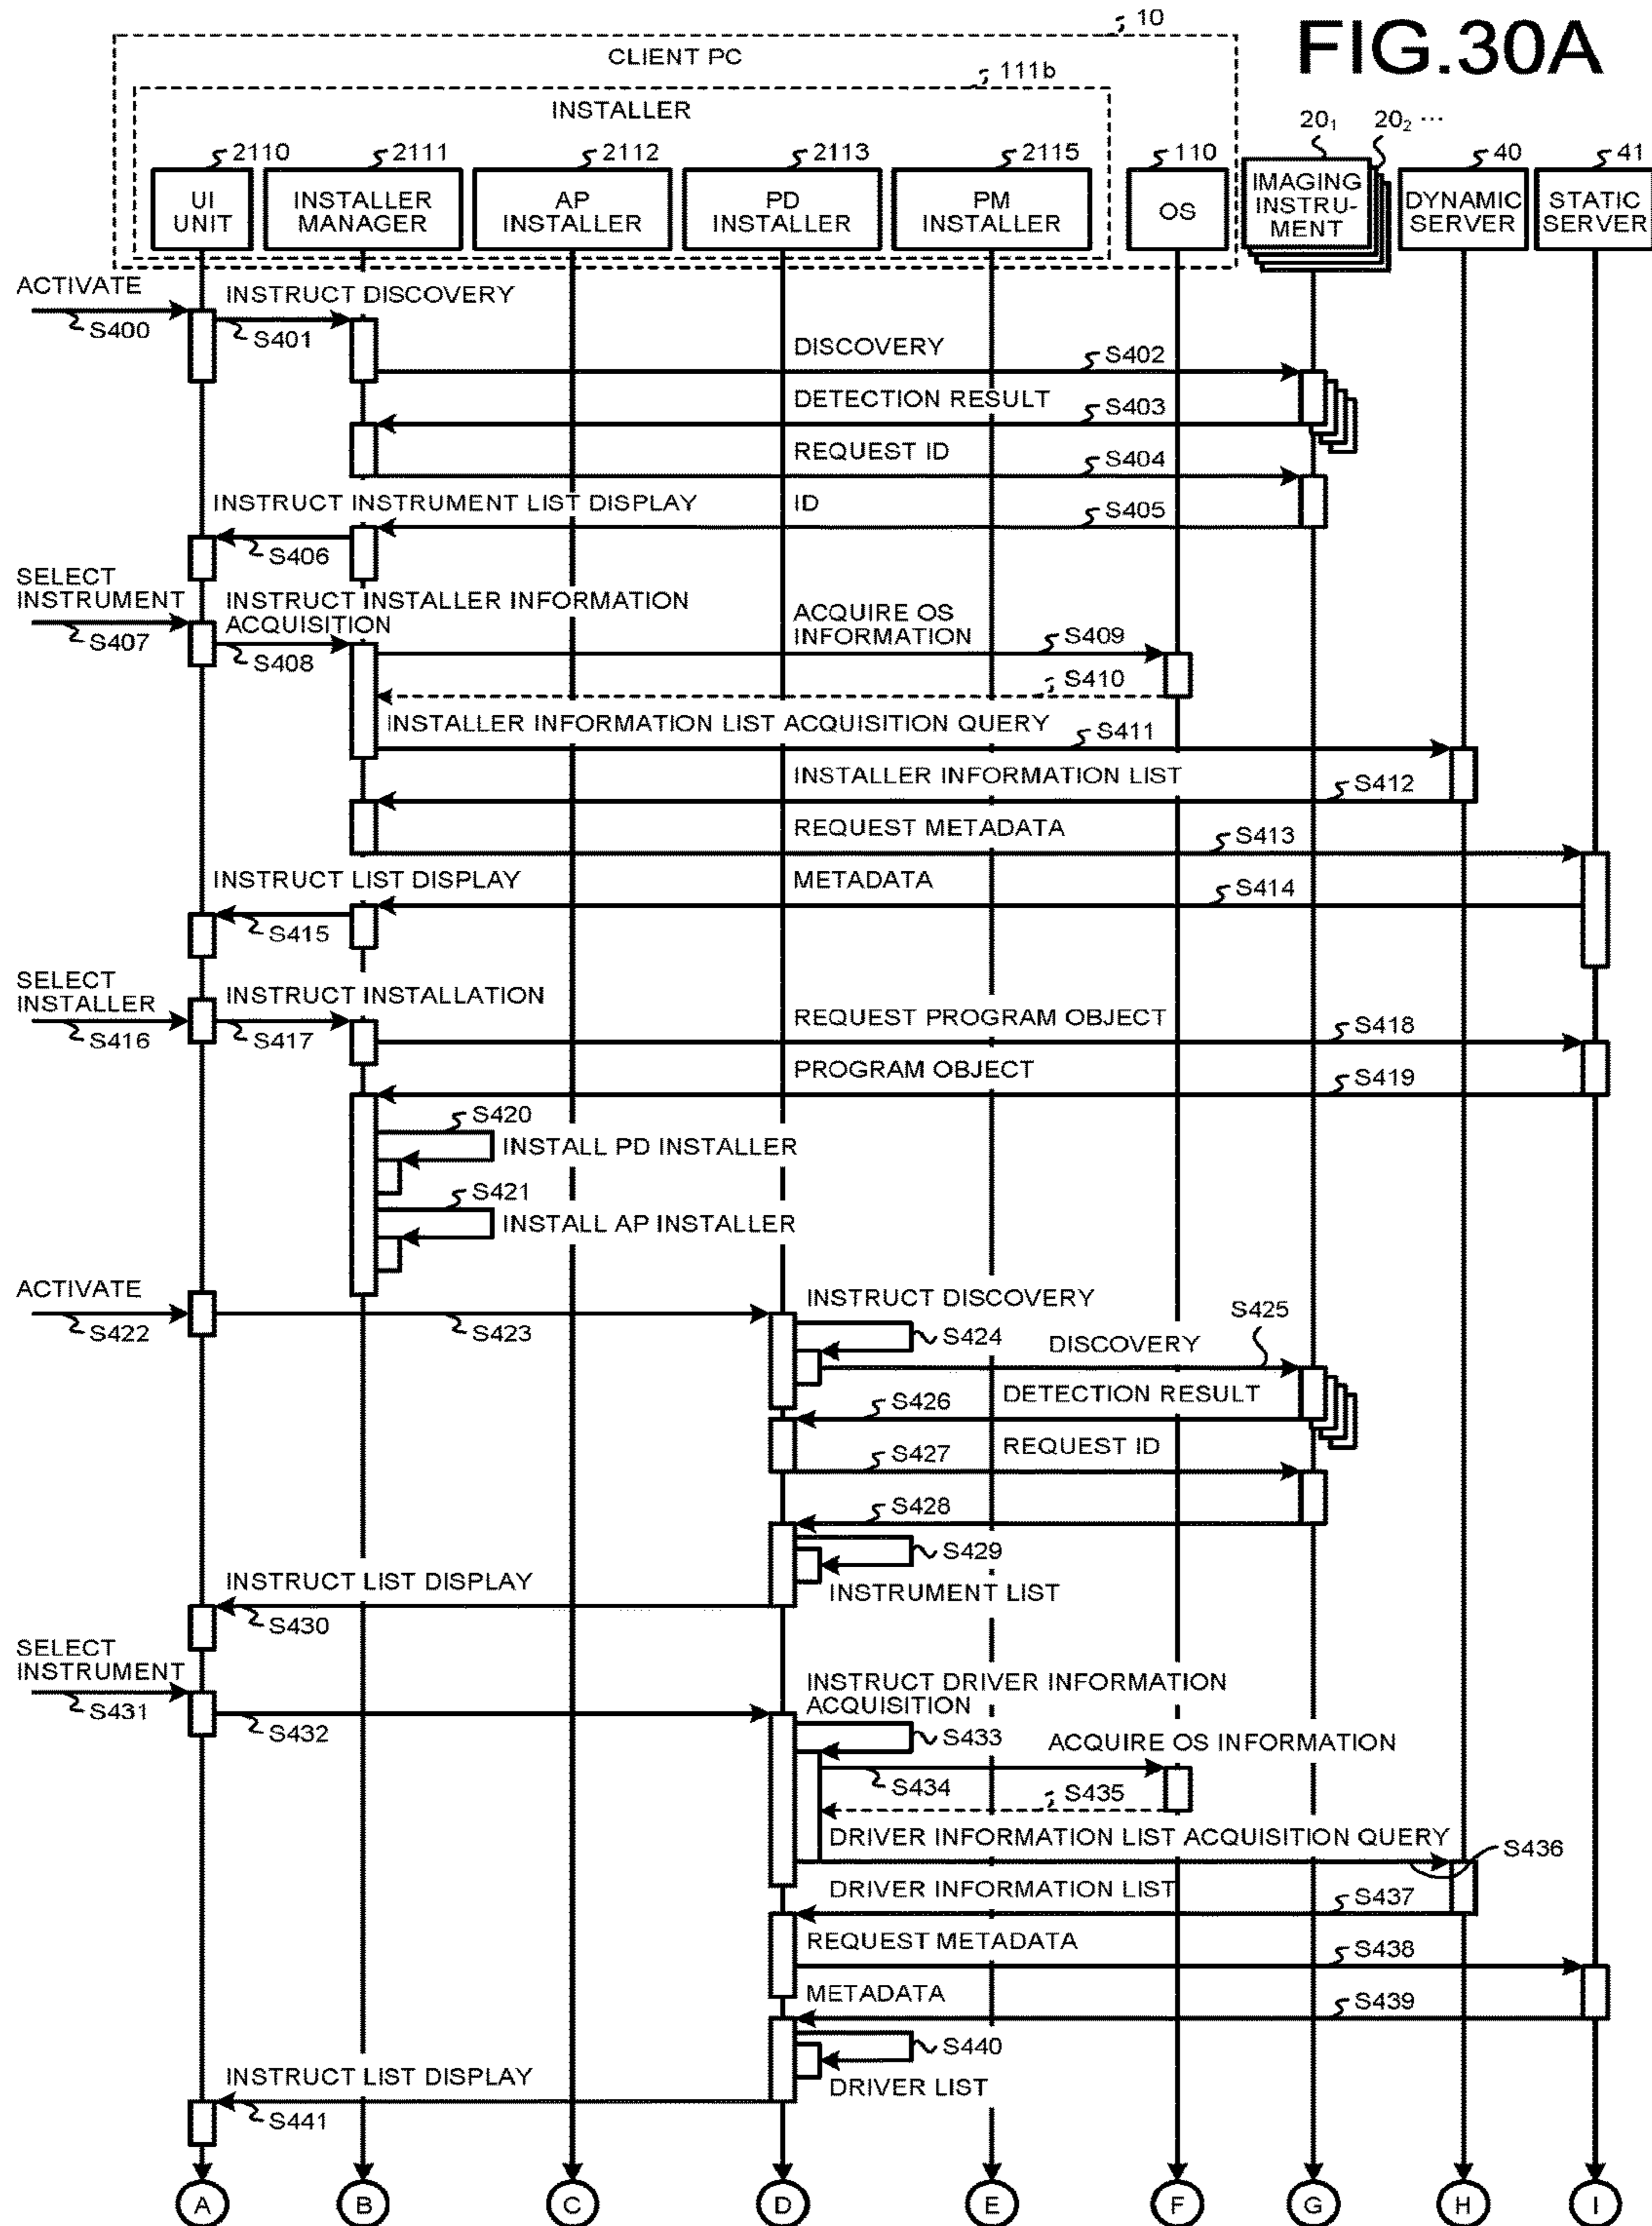 10
FIG.30A
CLIENT PC
111b
INSTALLER
20₁
20₂ ...
2110
2111
2112
2113
2115
110
40
41
UI
UNIT
INSTALLER
MANAGER
AP
INSTALLER
PD
INSTALLER
PM
INSTALLER
OS
IMAGING
INSTRU-
MENT
DYNAMIC
SERVER
STATIC
SERVER
ACTIVATE
S400
INSTRUCT DISCOVERY
S401
DISCOVERY
S402
DETECTION RESULT
S403
REQUEST ID
S404
INSTRUCT INSTRUMENT LIST DISPLAY
ID
S405
S406
SELECT
INSTRUMENT
S407
INSTRUCT INSTALLER INFORMATION
ACQUISITION
S408
ACQUIRE OS
INFORMATION
S409
S410
INSTALLER INFORMATION LIST ACQUISITION QUERY
S411
INSTALLER INFORMATION LIST
S412
REQUEST METADATA
S413
INSTRUCT LIST DISPLAY
METADATA
S414
S415
SELECT
INSTALLER
S416
INSTRUCT INSTALLATION
S417
REQUEST PROGRAM OBJECT
S418
PROGRAM OBJECT
S419
S420
INSTALL PD INSTALLER
S421
INSTALL AP INSTALLER
ACTIVATE
S422
S423
INSTRUCT DISCOVERY
S424
S425
DISCOVERY
DETECTION RESULT
S426
REQUEST ID
S427
S428
S429
INSTRUMENT LIST
INSTRUCT LIST DISPLAY
S430
SELECT
INSTRUMENT
S431
S432
INSTRUCT DRIVER INFORMATION
ACQUISITION
S433
ACQUIRE OS INFORMATION
S434
S435
DRIVER INFORMATION LIST ACQUISITION QUERY
S436
DRIVER INFORMATION LIST
S437
REQUEST METADATA
S438
METADATA
S439
S440
DRIVER LIST
INSTRUCT LIST DISPLAY
S441
A
B
C
D
E
F
G
H
I